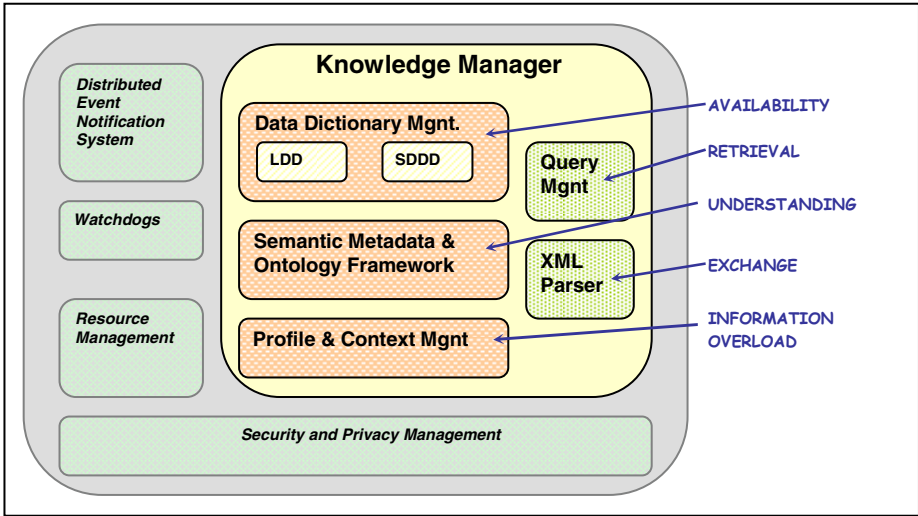 Knowledge Manager
Distributed
Event
Notification
System
Watchdogs
Resource
Management
Data Dictionary Mgnt.
LDD
SDDD
Semantic Metadata &
Ontology Framework
Profile & Context Mgnt
Query
Mgnt
XML
Parser
Security and Privacy Management
AVAILABILITY
RETRIEVAL
UNDERSTANDING
EXCHANGE
INFORMATION
OVERLOAD